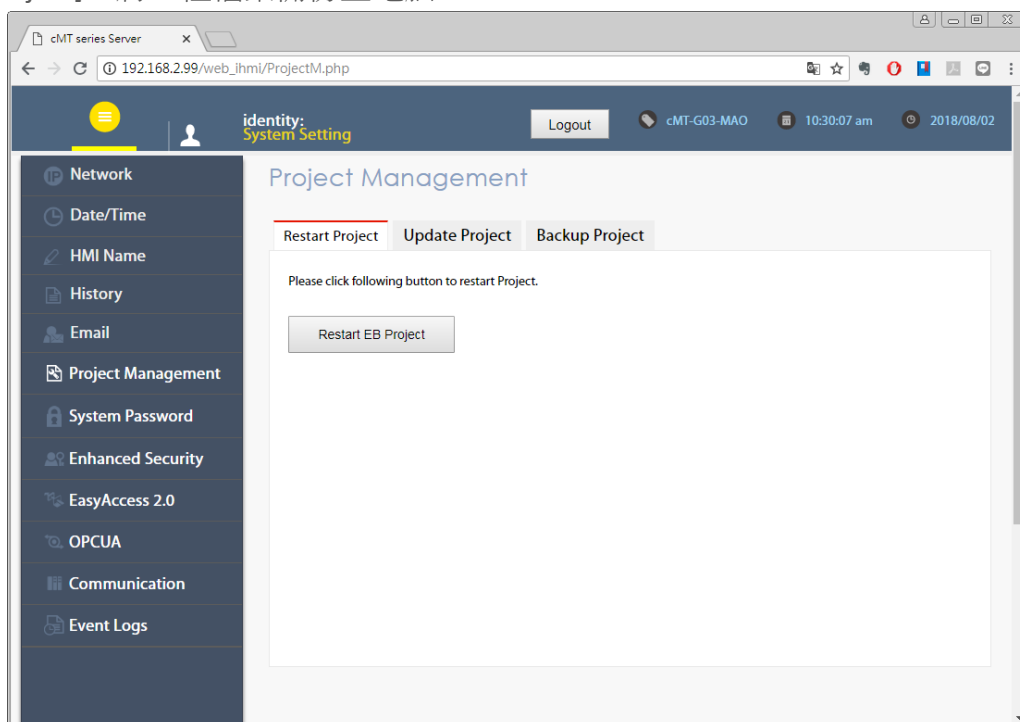 cMT series Server
192.168.2.99/web_ihmi/ProjectM.php
identity:
System Setting
Logout
cMT-G03-MAO
10:30:07 am
2018/08/02
Network
Date/Time
HMI Name
History
Email
Project Management
System Password
Enhanced Security
EasyAccess 2.0
OPCUA
Communication
Event Logs
Project Management
Restart Project Update Project Backup Project
Please click following button to restart Project.
Restart EB Project